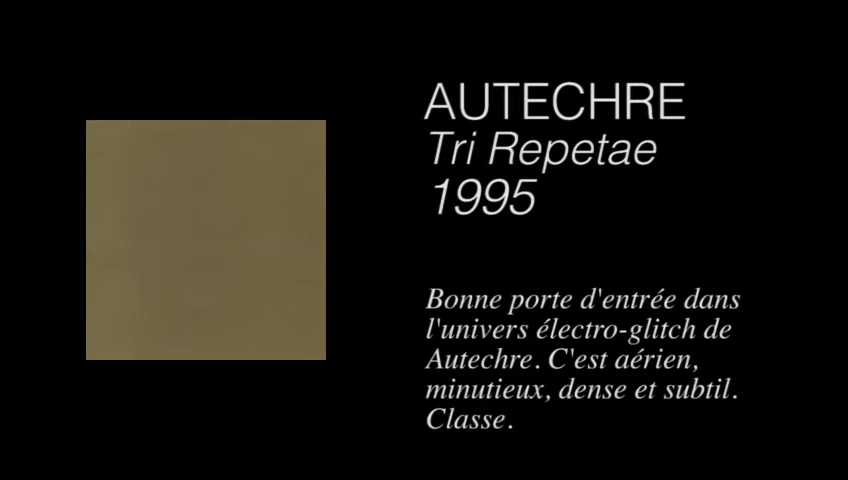 AUTECHRE
Tri Repetae
1995
Bonne porte d'entrée dans
l'univers électro-glitch de
Autechre. C'est aérien,
minutieux, dense et subtil.
Classe.